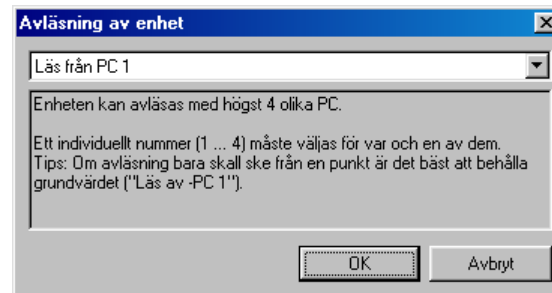 Avläsning av enhet
Läs från PC 1
Enheten kan avläsas med högst 4 olika PC.
Ett individuellt nummer (1 ... 4) måste väljas för var och en av dem.
Tips: Om avläsning bara skall ske från en punkt är det bäst att behålla
grundvärdet ("Läs av -PC 1").
OK
Avbryt